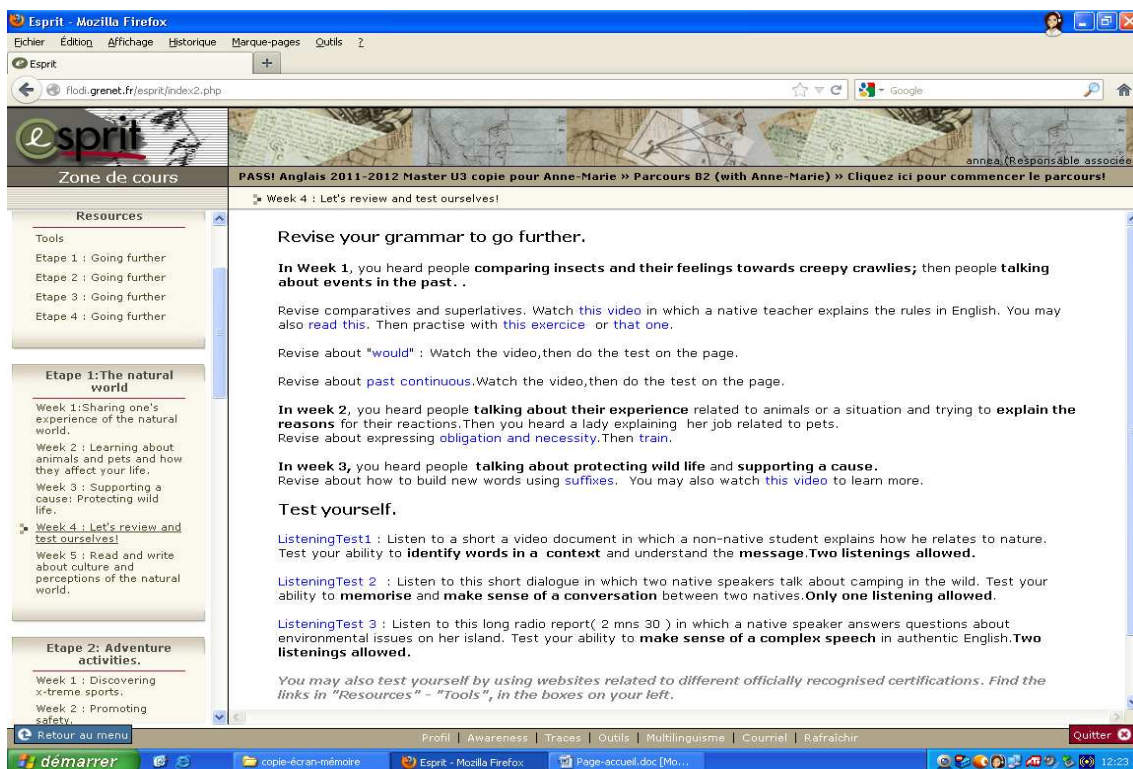 Esprit - Mozilla Firefox
Fichier Édition Affichage Historique Marque-pages Outils ?
Esprit
flodi.grenet.fr/esprit/index2.php
Google
esprit
annea (Responsable associée
Zone de cours
PASS! Anglais 2011-2012 Master U3 copie pour Anne-Marie » Parcours B2 (with Anne-Marie) » Cliquez ici pour commencer le parcours!
Week 4 : Let's review and test ourselves!
Resources
Tools
Etape 1 : Going further
Etape 2 : Going further
Etape 3 : Going further
Etape 4 : Going further
Etape 1:The natural
world
Week 1:Sharing one's
experience of the natural
world.
Week 2 : Learning about
animals and pets and how
they affect your life.
Week 3 : Supporting a
cause: Protecting wild
life.
Week 4 : Let's review and
test ourselves!
Week 5 : Read and write
about culture and
perceptions of the natural
world.
Etape 2: Adventure
activities.
Week 1 : Discovering
x-treme sports.
Week 2 : Promoting
safety.
Revise your grammar to go further.
In Week 1, you heard people comparing insects and their feelings towards creepy crawlies; then people talking
about events in the past. .
Revise comparatives and superlatives. Watch this video in which a native teacher explains the rules in English. You may
also read this. Then practise with this exercice or that one.
Revise about "would" : Watch the video,then do the test on the page.
Revise about past continuous.Watch the video,then do the test on the page.
In week 2, you heard people talking about their experience related to animals or a situation and trying to explain the
reasons for their reactions.Then you heard a lady explaining her job related to pets.
Revise about expressing obligation and necessity.Then train.
In week 3, you heard people talking about protecting wild life and supporting a cause.
Revise about how to build new words using suffixes. You may also watch this video to learn more.
Test yourself.
ListeningTest1 : Listen to a short a video document in which a non-native student explains how he relates to nature.
Test your ability to identify words in a context and understand the message.Two listenings allowed.
ListeningTest 2 : Listen to this short dialogue in which two native speakers talk about camping in the wild. Test your
ability to memorise and make sense of a conversation between two natives.Only one listening allowed.
ListeningTest 3 : Listen to this long radio report( 2 mns 30 ) in which a native speaker answers questions about
environmental issues on her island. Test your ability to make sense of a complex speech in authentic English.Two
listenings allowed.
You may also test yourself by using websites related to different officially recognised certifications. Find the
links in "Resources" - "Tools", in the boxes on your left.
Retour au menu
Profil | Awareness | Traces | Outils | Multilinguisme | Courriel | Rafraîchir
Quitter
démarrer
copie-écran-mémoire
Esprit - Mozilla Firefox
Page-accueil.doc [Mo...
12:23